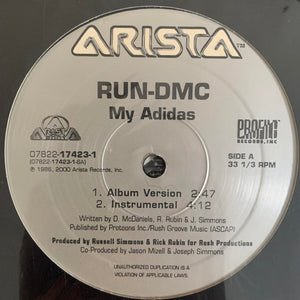 ARISTA™
RUN-DMC
My Adidas
ARISTA
PROFILE
RECORDS, INC
07822-17423-1
(07822-17423-1-SA)
℗ 1986, 2000 Arista Records, Inc.
SIDE A
33 1/3 RPM
1. Album Version 2:47
2. Instrumental 4:12
Written by D. McDaniels, R. Rubin & J. Simmons
Published by Protoons Inc./Rush Groove Music (ASCAP)
Produced by Russell Simmons & Rick Rubin for Rush Productions
Co-Produced by Jason Mizell & Joseph Simmons
UNAUTHORIZED DUPLICATION IS A
VIOLATION OF APPLICABLE LAWS